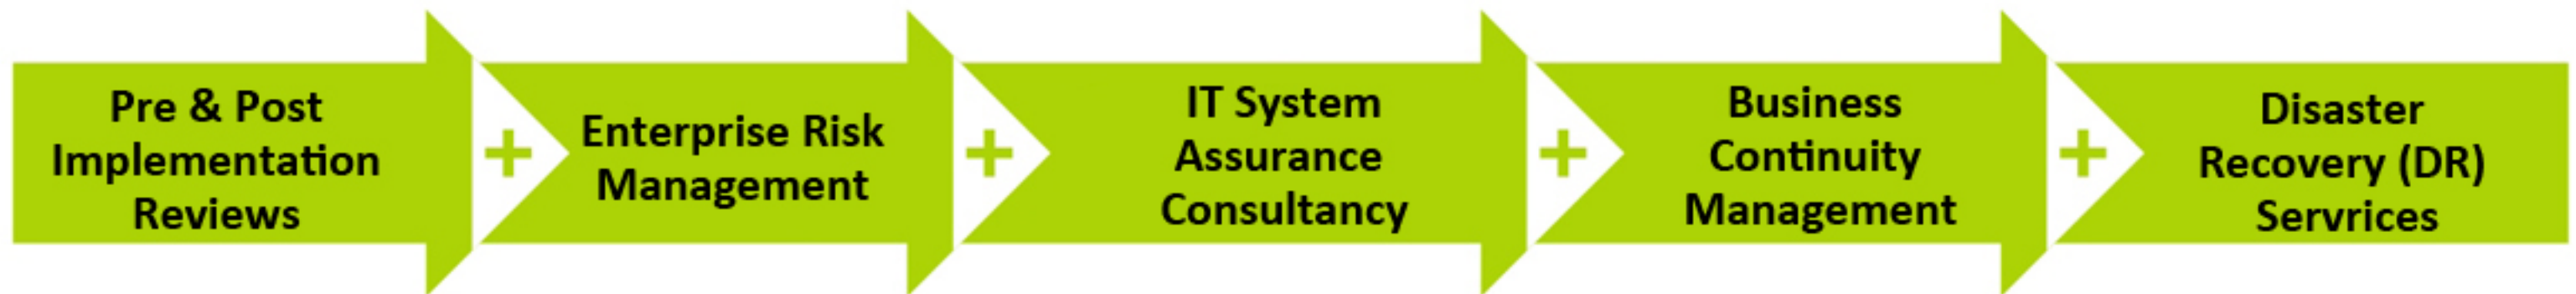 Pre & Post
Implementation
Reviews
+
Enterprise Risk
Management
+
IT System
Assurance
Consultancy
+
Business
Continuity
Management
+
Disaster
Recovery (DR)
Servrices